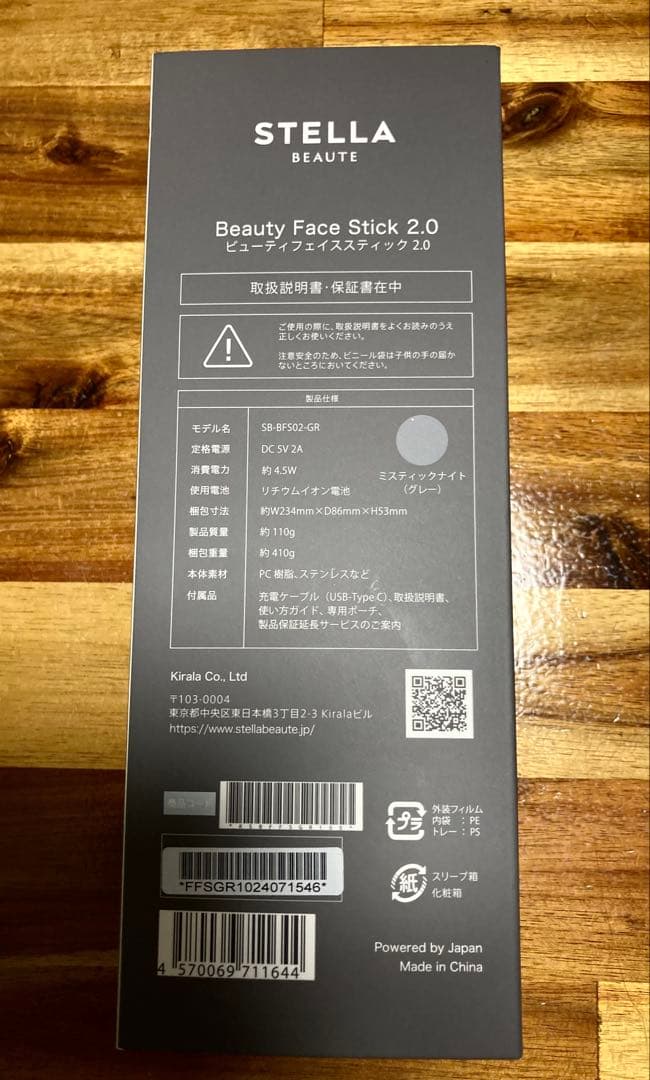 STELLA
BEAUTE
Beauty Face Stick 2.0
ビューティフェイススティック 2.0
取扱説明書・保証書在中
ご使用の際に、取扱説明書をよくお読みのうえ
正しくお使いください。
注意安全のため、ビニール袋は子供の手の届か
ないところにおいてください。
製品仕様
モデル名 SB-BFS02-GR
定格電源 DC 5V 2A
消費電力 約 4.5W
使用電池 リチウムイオン電池
梱包寸法 約W234mm×D86mm×H53mm
製品質量 約 110g
梱包重量 約 410g
本体素材 PC 樹脂、ステンレスなど
付属品 充電ケーブル(USB-Type C)、取扱説明書、
使い方ガイド、専用ポーチ、
製品保証延長サービスのご案内
ミスティックナイト
(グレー)
Kirala Co., Ltd
〒103-0004
東京都中央区東日本橋3丁目2-3 Kiralaビル
https://www.stellabeaute.jp/
商品コード
プラ
外装フィルム
内袋 : PE
トレー : PS
*FFSGR1024071546*
紙
スリーブ箱
化粧箱
4 570069 711644
Powered by Japan
Made in China